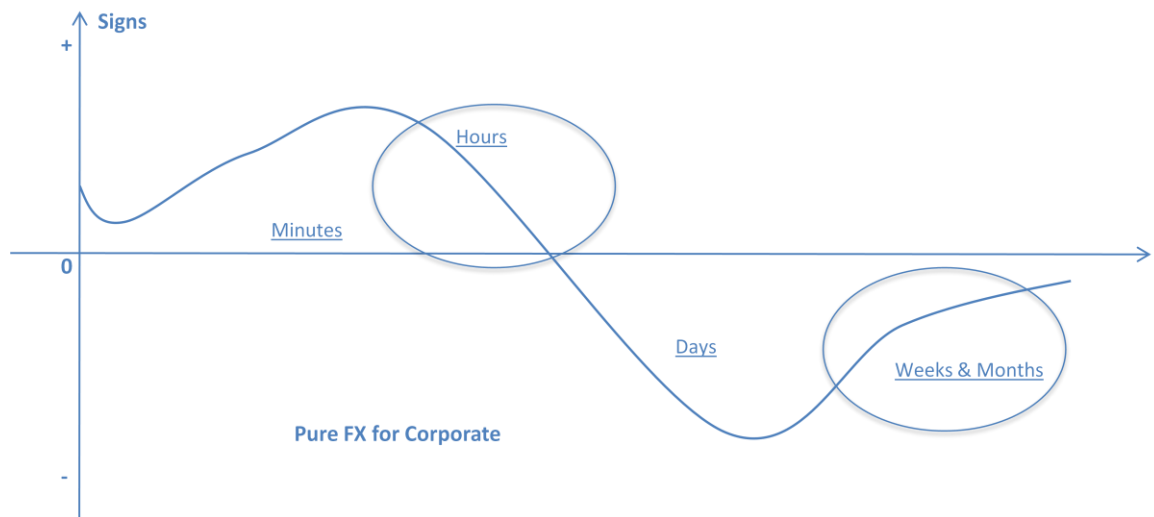 Signs
+
Hours
Minutes
0
Days
Weeks & Months
Pure FX for Corporate
-